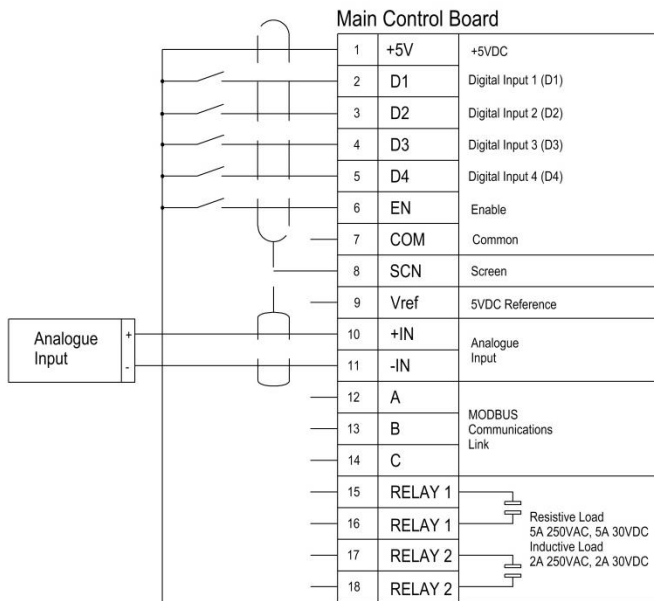 Main Control Board
1 +5V +5VDC
2 D1 Digital Input 1 (D1)
3 D2 Digital Input 2 (D2)
4 D3 Digital Input 3 (D3)
5 D4 Digital Input 4 (D4)
6 EN Enable
7 COM Common
8 SCN Screen
9 Vref 5VDC Reference
Analogue
Input
+
-
10 +IN
11 -IN
Analogue
Input
12 A
13 B
14 C
MODBUS
Communications
Link
15 RELAY 1
16 RELAY 1
17 RELAY 2
18 RELAY 2
Resistive Load
5A 250VAC, 5A 30VDC
Inductive Load
2A 250VAC, 2A 30VDC